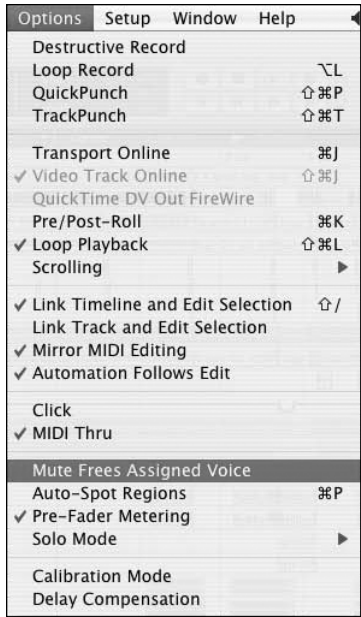 Options Setup Window Help
Destructive Record
Loop Record ⌥L
QuickPunch ⇧⌘P
TrackPunch ⇧⌘T
Transport Online ⌘J
✓ Video Track Online ⇧⌘J
QuickTime DV Out FireWire
Pre/Post-Roll ⌘K
✓ Loop Playback ⇧⌘L
Scrolling ▶
✓ Link Timeline and Edit Selection ⇧/
Link Track and Edit Selection
✓ Mirror MIDI Editing
✓ Automation Follows Edit
Click
✓ MIDI Thru
Mute Frees Assigned Voice
Auto-Spot Regions ⌘P
✓ Pre-Fader Metering
Solo Mode ▶
Calibration Mode
Delay Compensation